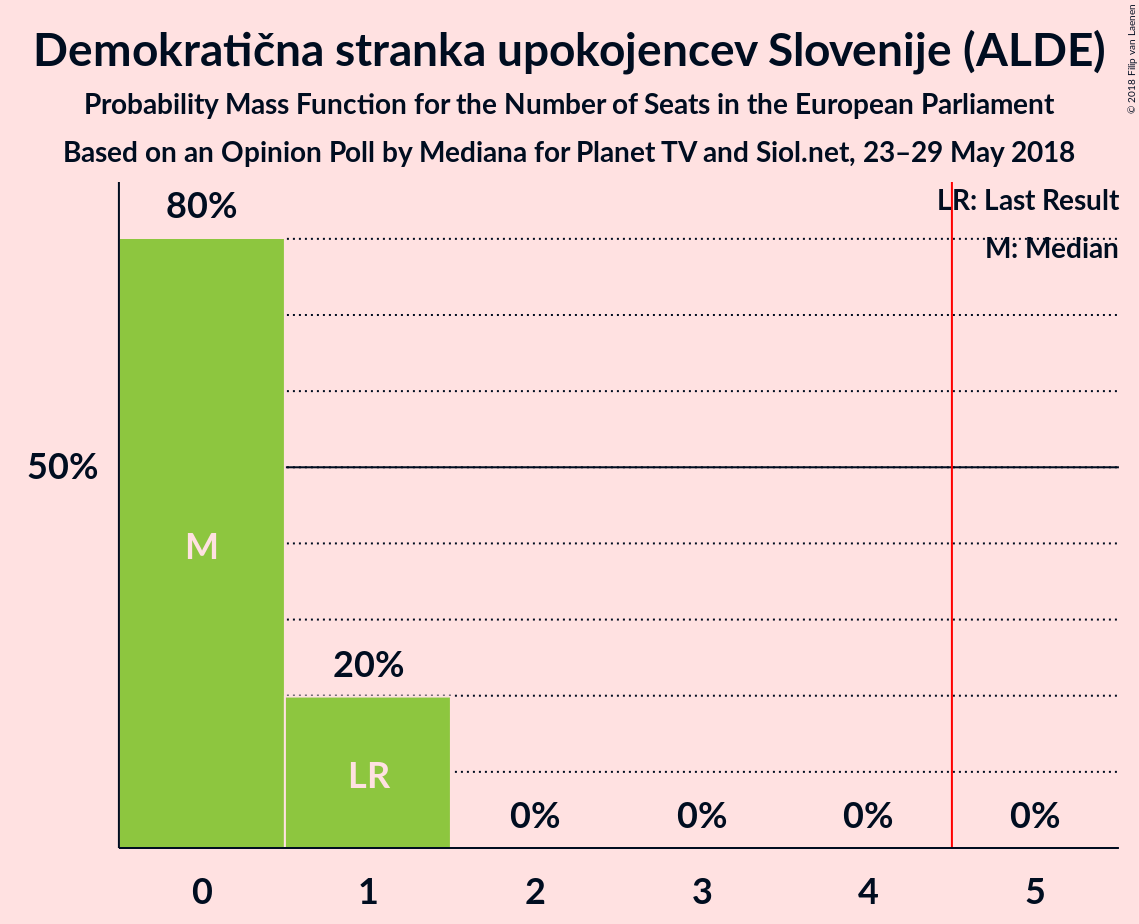 Demokratična stranka upokojencev Slovenije (ALDE)
Probability Mass Function for the Number of Seats in the European Parliament
Based on an Opinion Poll by Mediana for Planet TV and Siol.net, 23–29 May 2018
© 2018 Filip van Laenen
LR: Last Result
M: Median
80%
50%
M
20%
LR
0% 0% 0% 0%
0 1 2 3 4 5